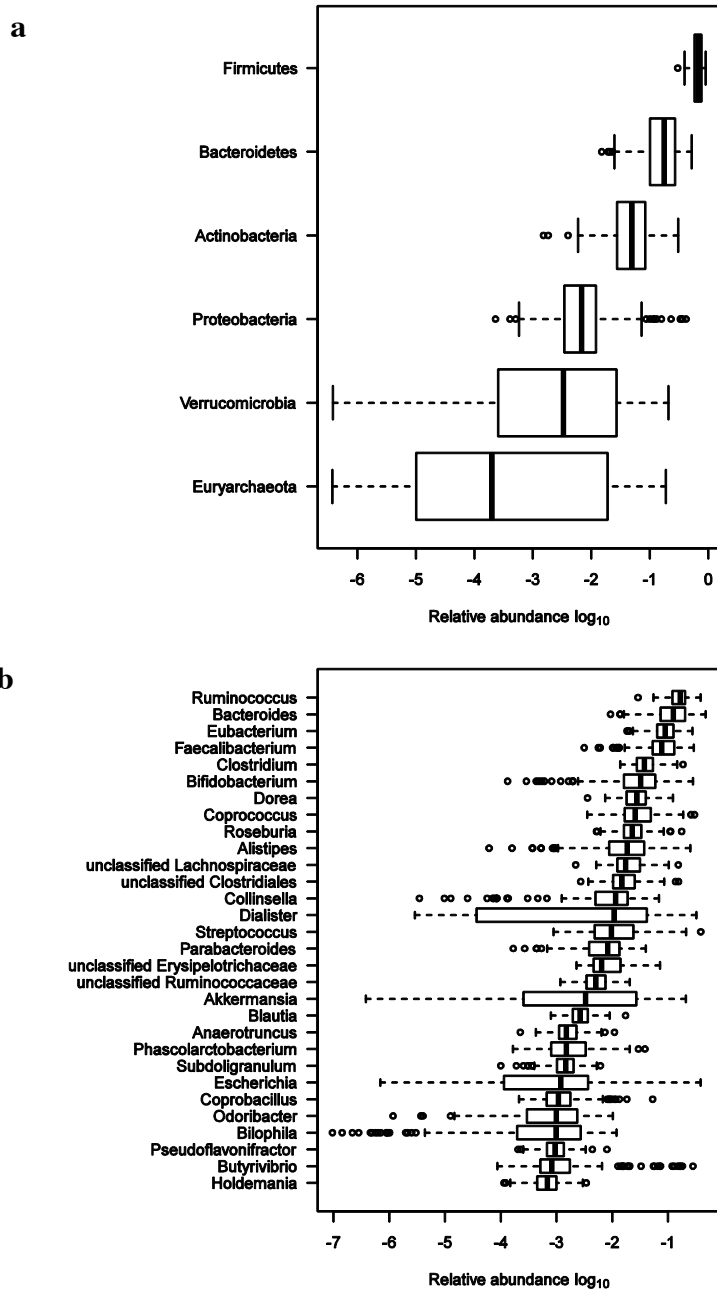 a
Firmicutes
Bacteroidetes
Actinobacteria
Proteobacteria
Verrucomicrobia
Euryarchaeota
-6 -5 -4 -3 -2 -1 0
Relative abundance log10
b
Ruminococcus
Bacteroides
Eubacterium
Faecalibacterium
Clostridium
Bifidobacterium
Dorea
Coprococcus
Roseburia
Alistipes
unclassified Lachnospiraceae
unclassified Clostridiales
Collinsella
Dialister
Streptococcus
Parabacteroides
unclassified Erysipelotrichaceae
unclassified Ruminococcaceae
Akkermansia
Blautia
Anaerotruncus
Phascolarctobacterium
Subdoligranulum
Escherichia
Coprobacillus
Odoribacter
Bilophila
Pseudoflavonifractor
Butyrivibrio
Holdemania
-7 -6 -5 -4 -3 -2 -1
Relative abundance log10